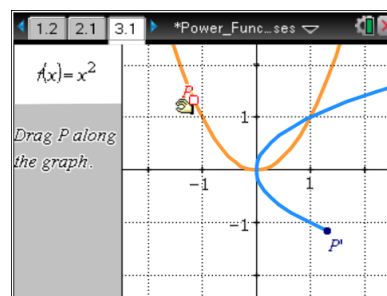 1.2 2.1 3.1 *Power_Func...ses
f(x)=x²
P
Drag P along
the graph.
1
-1
1
-1
P'